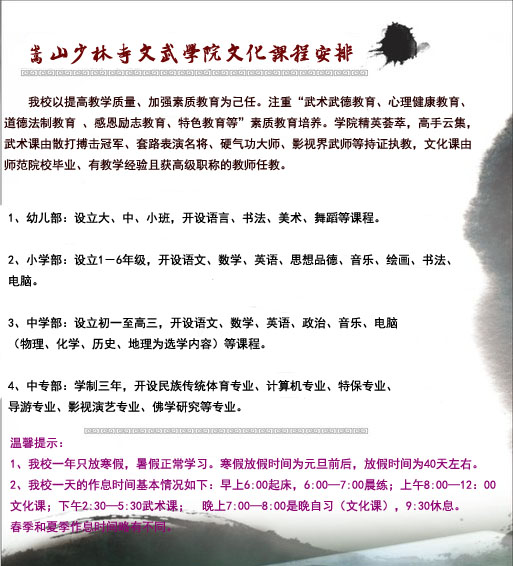 嵩山少林寺文武學院文化課程安排
我校以提高教学质量、加强素质教育为己任。注重“武术武德教育、心理健康教育、
道德法制教育 、感恩励志教育、特色教育等”素质教育培养。学院精英荟萃，高手云集，
武术课由散打搏击冠军、套路表演名将、硬气功大师、影视界武师等持证执教，文化课由
师范院校毕业、有教学经验且获高级职称的教师任教。
1、幼儿部：设立大、中、小班，开设语言、书法、美术、舞蹈等课程。
2、小学部：设立1－6年级，开设语文、数学、英语、思想品德、音乐、绘画、书法、
电脑。
3、中学部：设立初一至高三，开设语文、数学、英语、政治、音乐、电脑
（物理、化学、历史、地理为选学内容）等课程。
4、中专部：学制三年，开设民族传统体育专业、计算机专业、特保专业、
导游专业、影视演艺专业、佛学研究等专业。
温馨提示：
1、我校一年只放寒假，暑假正常学习。寒假放假时间为元旦前后，放假时间为40天左右。
2、我校一天的作息时间基本情况如下：早上6:00起床，6:00—7:00晨练；上午8:00—12：00
文化课；下午2:30—5:30武术课； 晚上7:00—8:00是晚自习（文化课），9:30休息。
春季和夏季作息时间略有不同。